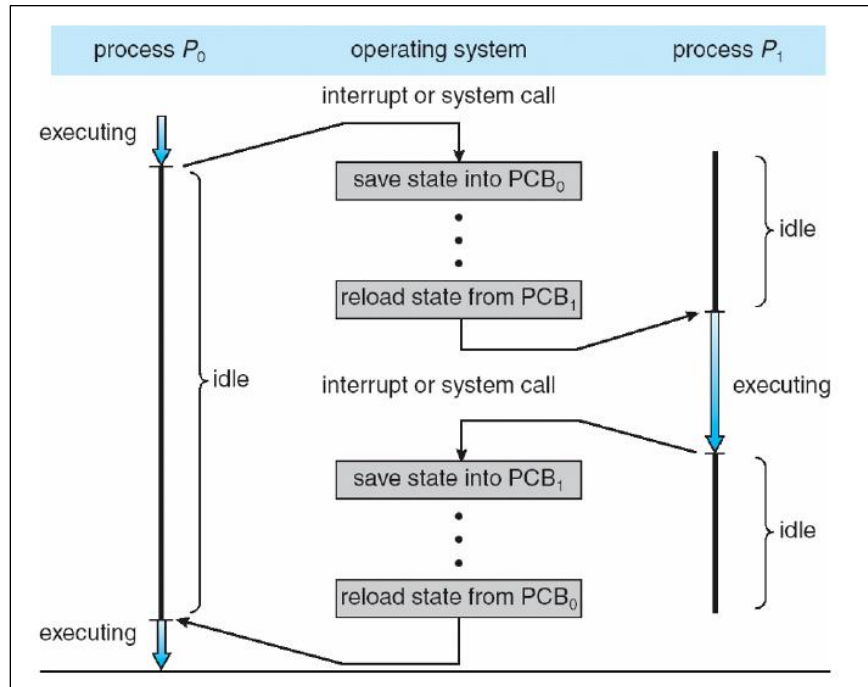 process P₀ operating system process P₁
interrupt or system call
executing
save state into PCB₀
idle
reload state from PCB₁
idle
interrupt or system call
executing
save state into PCB₁
idle
reload state from PCB₀
executing